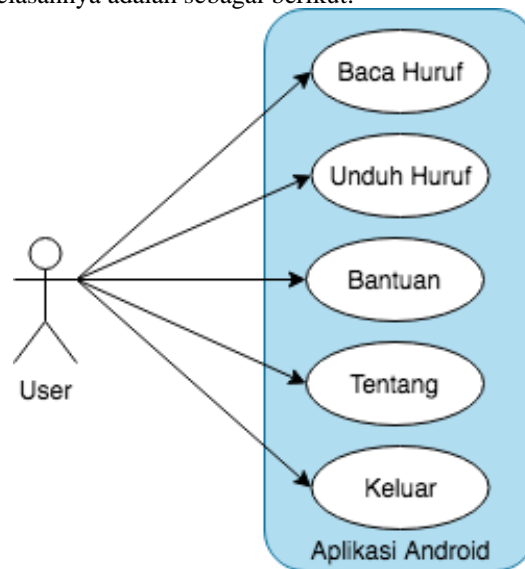 adalah sebagai berikut:
Baca Huruf
Unduh Huruf
Bantuan
Tentang
Keluar
User
Aplikasi Android